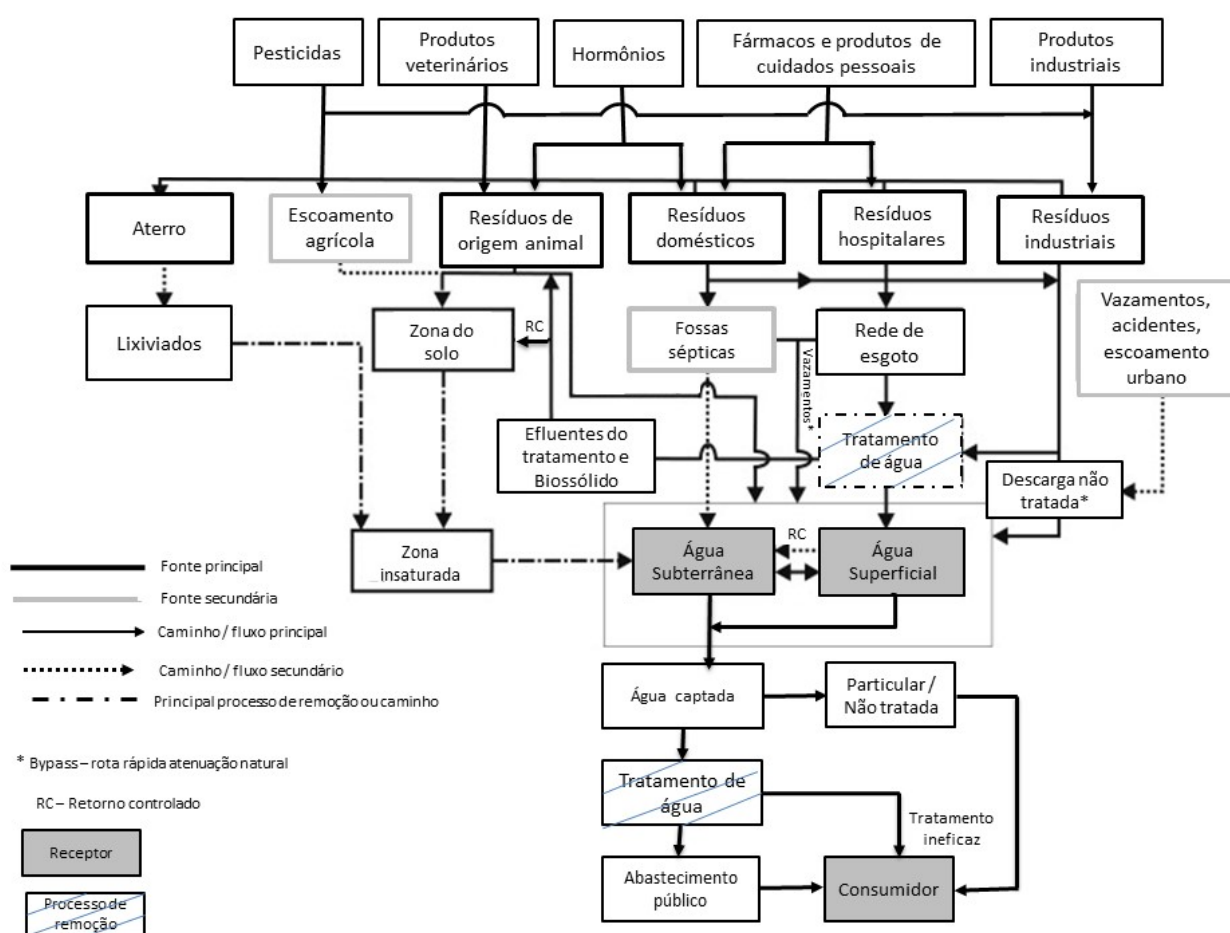 Pesticidas
Produtos
veterinários
Hormônios
Fármacos e produtos de
cuidados pessoais
Produtos
industriais
Aterro
Escoamento
agrícola
Resíduos de
origem animal
Resíduos
domésticos
Resíduos
hospitalares
Resíduos
industriais
Lixiviados
Zona do
solo
RC
Fossas
sépticas
Vazamentos *
Rede de
esgoto
Vazamentos,
acidentes,
escoamento
urbano
Efluentes do
tratamento e
Biossólido
Tratamento
de água
Descarga não
tratada*
Zona
insaturada
Água
Subterrânea
RC
Água
Superficial
Fonte principal
Fonte secundária
Caminho / fluxo principal
Caminho / fluxo secundário
Principal processo de remoção ou caminho
* Bypass – rota rápida atenuação natural
RC – Retorno controlado
Receptor
Processo de
remoção
Água captada
Particular /
Não tratada
Tratamento de
água
Tratamento
ineficaz
Abastecimento
público
Consumidor